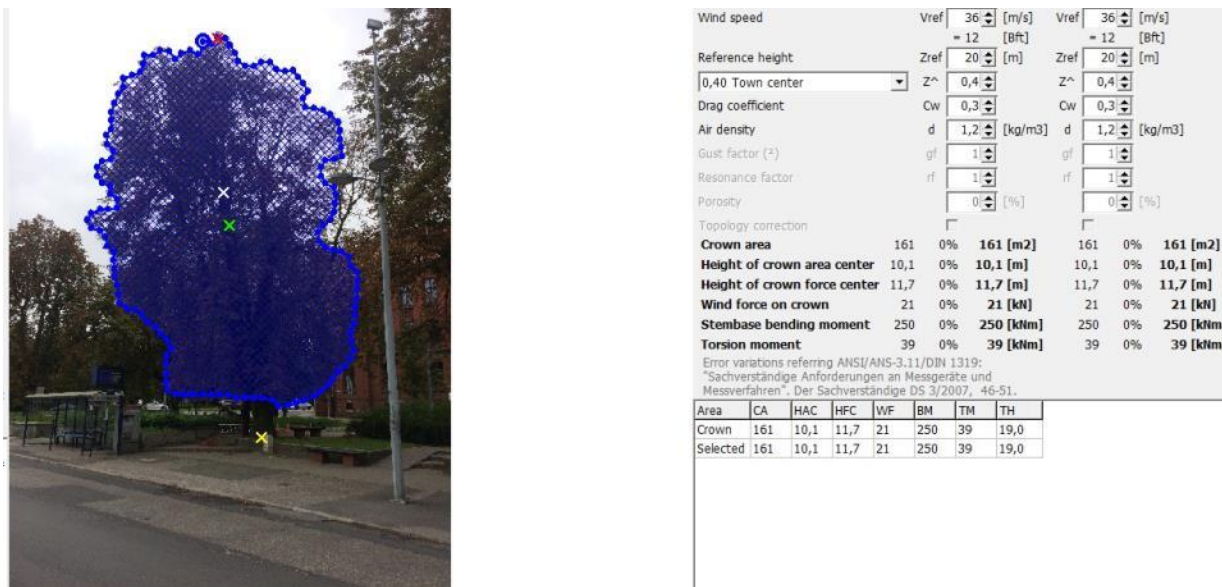 C
Wind speed Vref 36 [m/s] Vref 36 [m/s]
= 12 [Bft] = 12 [Bft]
Reference height Zref 20 [m] Zref 20 [m]
0,40 Town center Z^ 0,4 Z^ 0,4
Drag coefficient Cw 0,3 Cw 0,3
Air density d 1,2 [kg/m3] d 1,2 [kg/m3]
Gust factor (²) gf 1 gf 1
Resonance factor rf 1 rf 1
Porosity 0 [%] 0 [%]
Topology correction
Crown area 161 0% 161 [m2] 161 0% 161 [m2]
Height of crown area center 10,1 0% 10,1 [m] 10,1 0% 10,1 [m]
Height of crown force center 11,7 0% 11,7 [m] 11,7 0% 11,7 [m]
Wind force on crown 21 0% 21 [kN] 21 0% 21 [kN]
Stembase bending moment 250 0% 250 [kNm] 250 0% 250 [kNm
Torsion moment 39 0% 39 [kNm] 39 0% 39 [kNm
Error variations referring ANSI/ANS-3.11/DIN 1319:
"Sachverständige Anforderungen an Messgeräte und
Messverfahren". Der Sachverständige DS 3/2007, 46-51.
Area CA HAC HFC WF BM TM TH
Crown 161 10,1 11,7 21 250 39 19,0
Selected 161 10,1 11,7 21 250 39 19,0